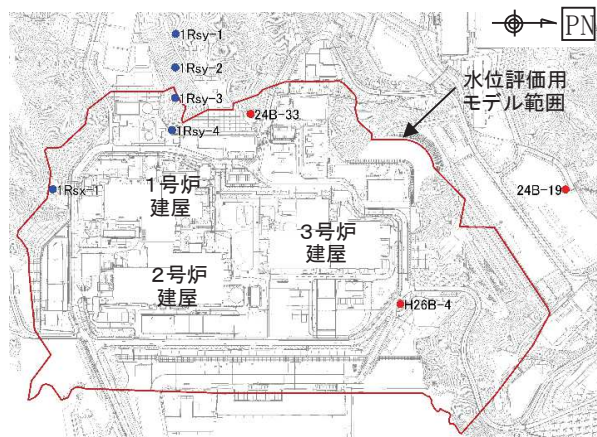 PN
1Rsy-1
1Rsy-2
水位評価用
モデル範囲
1Rsy-3
24B-33
1Rsy-4
1Rsx-1
24B-19
1号炉
建屋
3号炉
建屋
2号炉
建屋
H26B-4